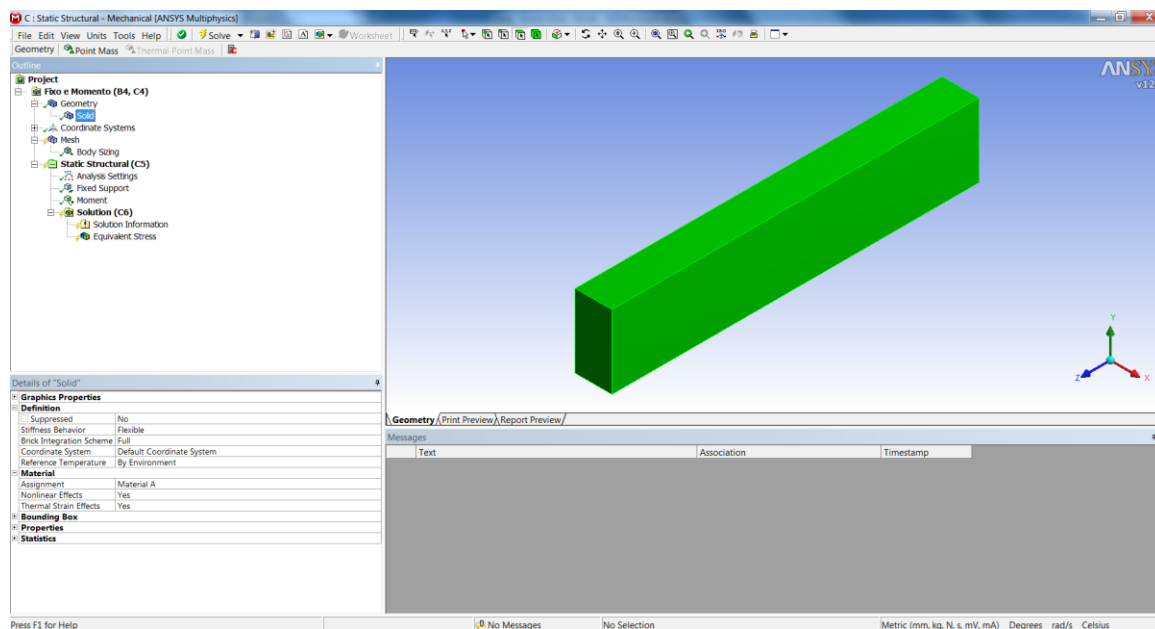 C : Static Structural - Mechanical [ANSYS Multiphysics]
File Edit View Units Tools Help Solve Worksheet
Geometry Point Mass Thermal Point Mass
Outline
Project
Fixo e Momento (B4, C4)
Geometry
Solid
Coordinate Systems
Mesh
Body Sizing
Static Structural (C5)
Analysis Settings
Fixed Support
Moment
Solution (C6)
Solution Information
Equivalent Stress
ANSYS
v12
Y
Z
X
Details of "Solid"
Graphics Properties
Definition
Suppressed No
Stiffness Behavior Flexible
Brick Integration Scheme Full
Coordinate System Default Coordinate System
Reference Temperature By Environment
Material
Assignment Material A
Nonlinear Effects Yes
Thermal Strain Effects Yes
Bounding Box
Properties
Statistics
Geometry Print Preview Report Preview
Messages
Text Association Timestamp
Press F1 for Help No Messages No Selection Metric (mm, kg, N, s, mV, mA) Degrees rad/s Celsius